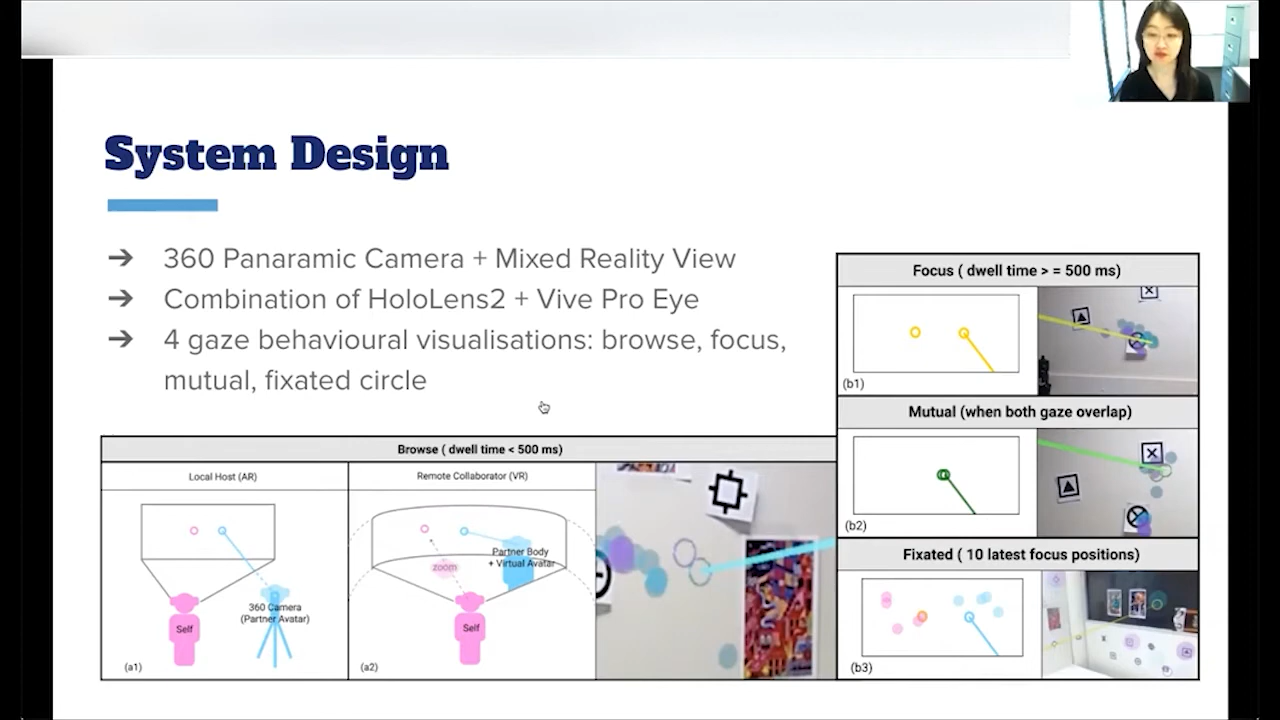 System Design
➔ 360 Panaramic Camera + Mixed Reality View
➔ Combination of HoloLens2 + Vive Pro Eye
➔ 4 gaze behavioural visualisations: browse, focus,
mutual, fixated circle
Browse ( dwell time < 500 ms)
Local Host (AR)
360 Camera
(Partner Avatar)
Self
(a1)
Remote Collaborator (VR)
Partner Body
+ Virtual Avatar
zoom
Self
(a2)
Focus ( dwell time > = 500 ms)
(b1)
Mutual (when both gaze overlap)
(b2)
Fixated ( 10 latest focus positions)
(b3)